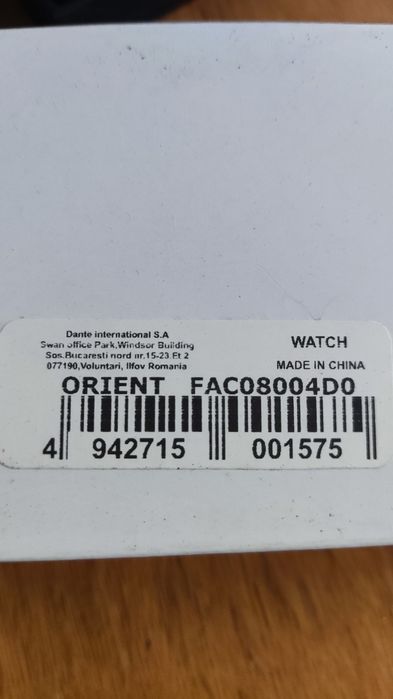 Dante international S.A
Swan office Park,Windsor Building
Sos.Bucaresti nord nr.15-23.Et 2
077190,Voluntari, Ilfov Romania
WATCH
MADE IN CHINA
ORIENT FAC08004D0
4 942715 001575